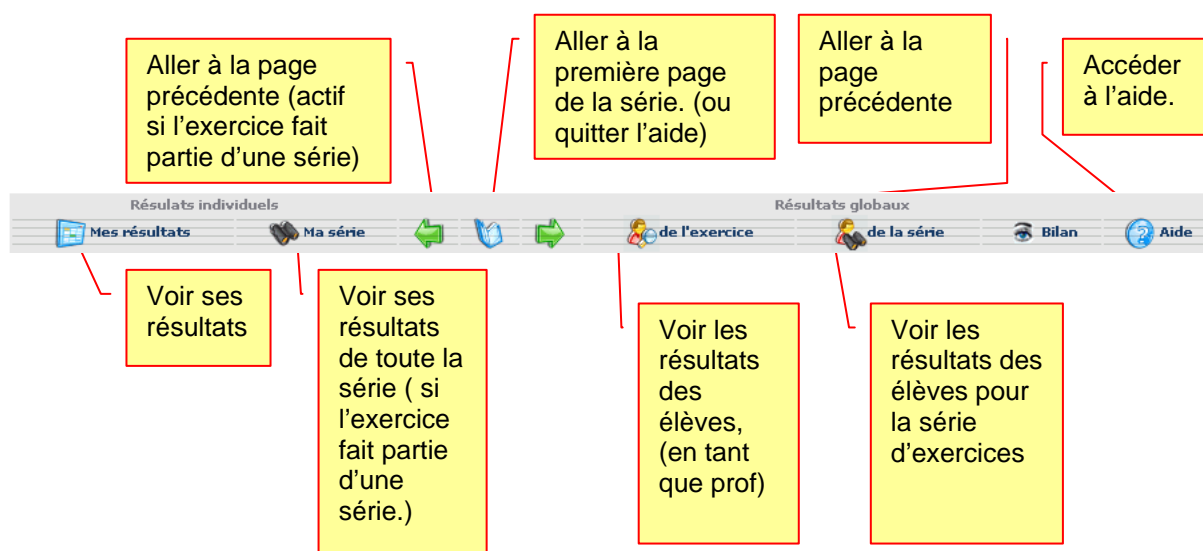 Aller à la page
précédente (actif
si l’exercice fait
partie d’une série)
Aller à la
première page
de la série. (ou
quitter l’aide)
Aller à la
page
précédente
Accéder
à l’aide.
Résulats individuels
Résultats globaux
Mes résultats
Ma série
de l'exercice
de la série
Bilan
Aide
Voir ses
résultats
Voir ses
résultats
de toute la
série ( si
l’exercice
fait partie
d’une
série.)
Voir les
résultats
des
élèves,
(en tant
que prof)
Voir les
résultats des
élèves pour
la série
d’exercices